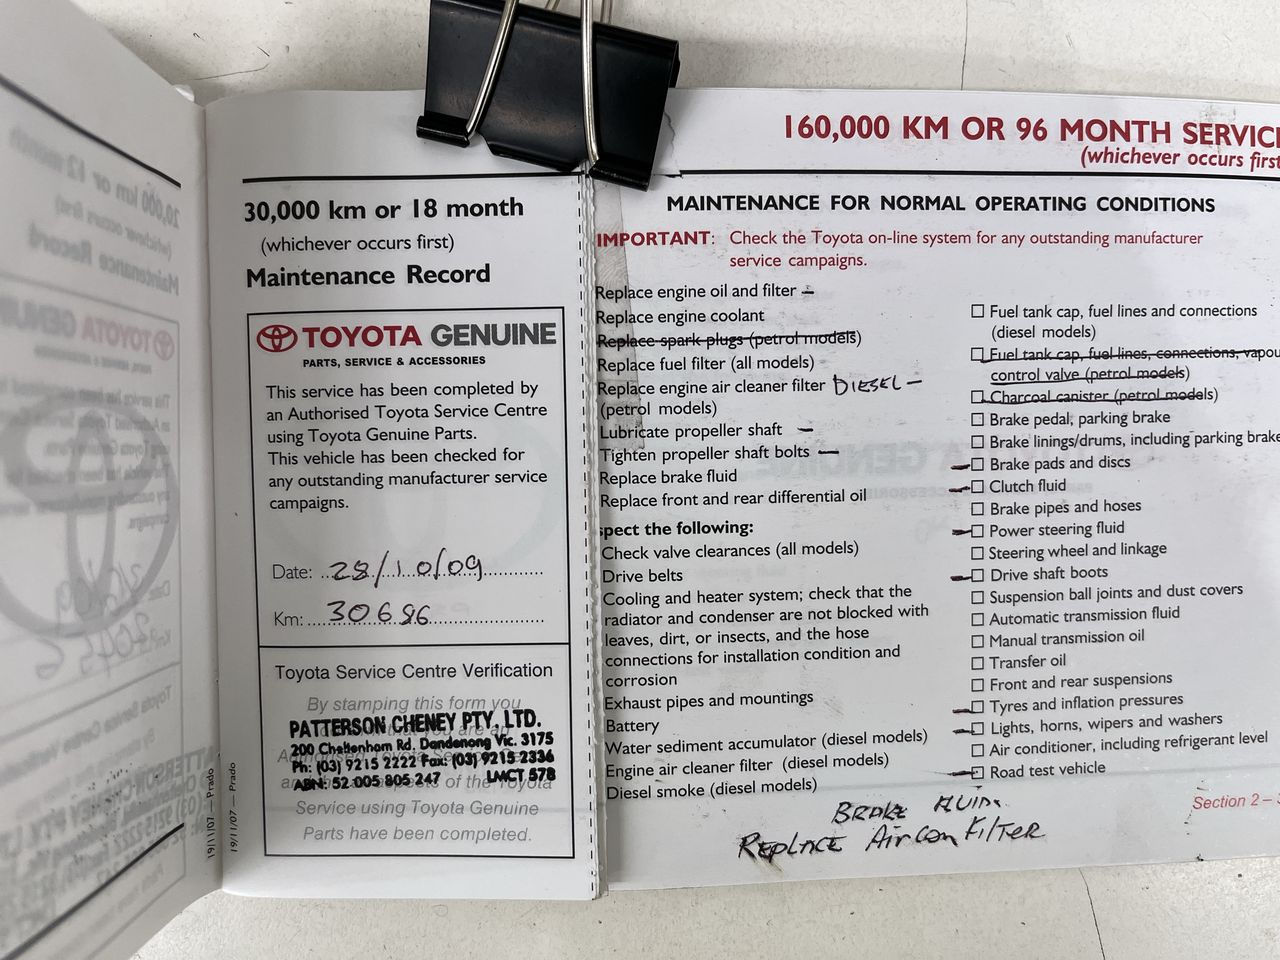 30,000 km or 18 month
(whichever occurs first)
Maintenance Record
TOYOTA GENUINE
PARTS, SERVICE & ACCESSORIES
This service has been completed by
an Authorised Toyota Service Centre
using Toyota Genuine Parts.
This vehicle has been checked for
any outstanding manufacturer service
campaigns.
Date: 28/10/09
Km: 30686
Toyota Service Centre Verification
By stamping this form you
PATTERSON CHENEY PTY. LTD.
200 Cheltenham Rd. Dandenong Vic. 3175
Ph: (03) 9215 2222 Fax: (03) 9215 2336
ABN: 52 005 805 247 LMCT 578
aspects of the Toyota
Service using Toyota Genuine
Parts have been completed.
19/11/07 — Prado
19/11/07 — Prado
160,000 KM OR 96 MONTH SERVIC
(whichever occurs first
MAINTENANCE FOR NORMAL OPERATING CONDITIONS
IMPORTANT: Check the Toyota on-line system for any outstanding manufacturer
service campaigns.
Replace engine oil and filter –
Replace engine coolant
Replace spark plugs (petrol models)
Replace fuel filter (all models)
Replace engine air cleaner filter DIESEL –
(petrol models)
Lubricate propeller shaft –
Tighten propeller shaft bolts –
Replace brake fluid
Replace front and rear differential oil
spect the following:
Check valve clearances (all models)
Drive belts
Cooling and heater system; check that the
radiator and condenser are not blocked with
leaves, dirt, or insects, and the hose
connections for installation condition and
corrosion
Exhaust pipes and mountings
Battery
Water sediment accumulator (diesel models)
Engine air cleaner filter (diesel models)
Diesel smoke (diesel models)
Fuel tank cap, fuel lines and connections
(diesel models)
Fuel tank cap, fuel lines, connections, vapou
control valve (petrol models)
Charcoal canister (petrol models)
Brake pedal, parking brake
Brake linings/drums, including parking brake
Brake pads and discs
Clutch fluid
Brake pipes and hoses
Power steering fluid
Steering wheel and linkage
Drive shaft boots
Suspension ball joints and dust covers
Automatic transmission fluid
Manual transmission oil
Transfer oil
Front and rear suspensions
Tyres and inflation pressures
Lights, horns, wipers and washers
Air conditioner, including refrigerant level
Road test vehicle
Section 2 –
BRAKE FLUID.
REPLACE Air Con FILTER